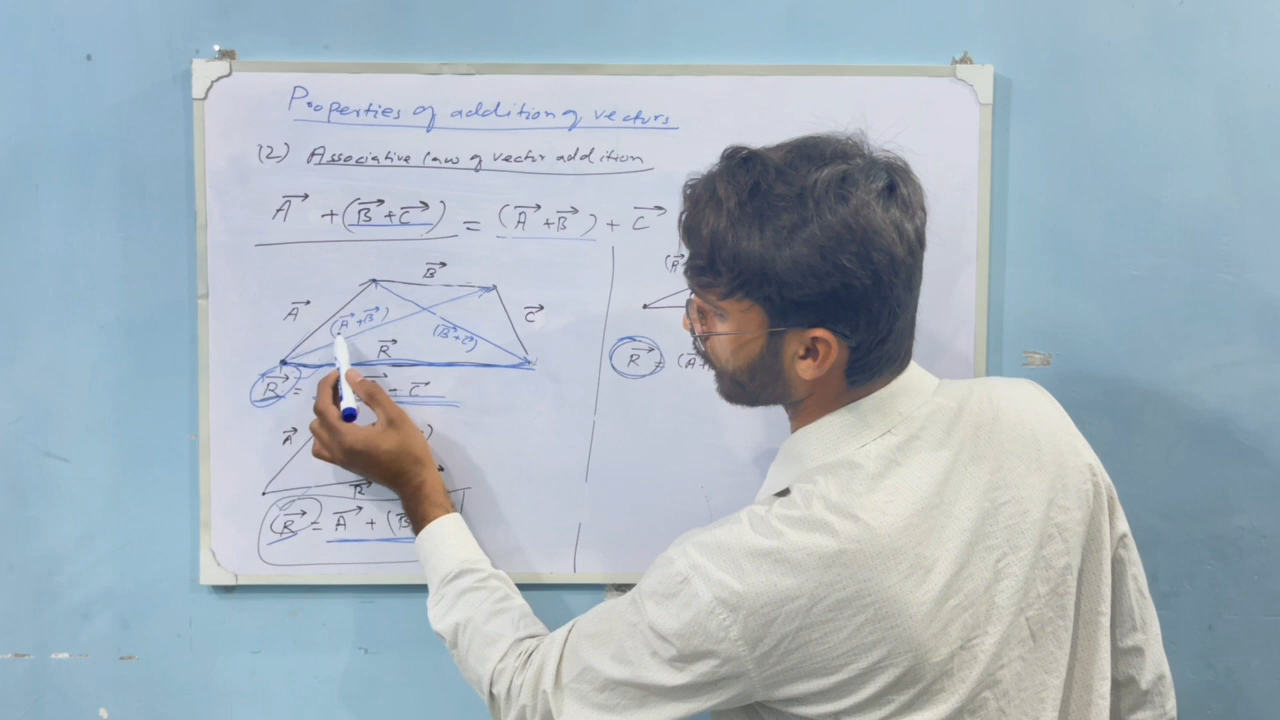 Properties of addition of vectors
(2) Associative law of vector addition
A⃗ + (B⃗ + C⃗) = (A⃗ + B⃗) + C⃗
B⃗
A⃗
C⃗
(A⃗ + B⃗)
(B⃗ + C⃗)
R⃗
R⃗ = + C⃗
A⃗
R⃗
R⃗ = A⃗ + (B⃗
(A⃗
R⃗ = (A⃗ +